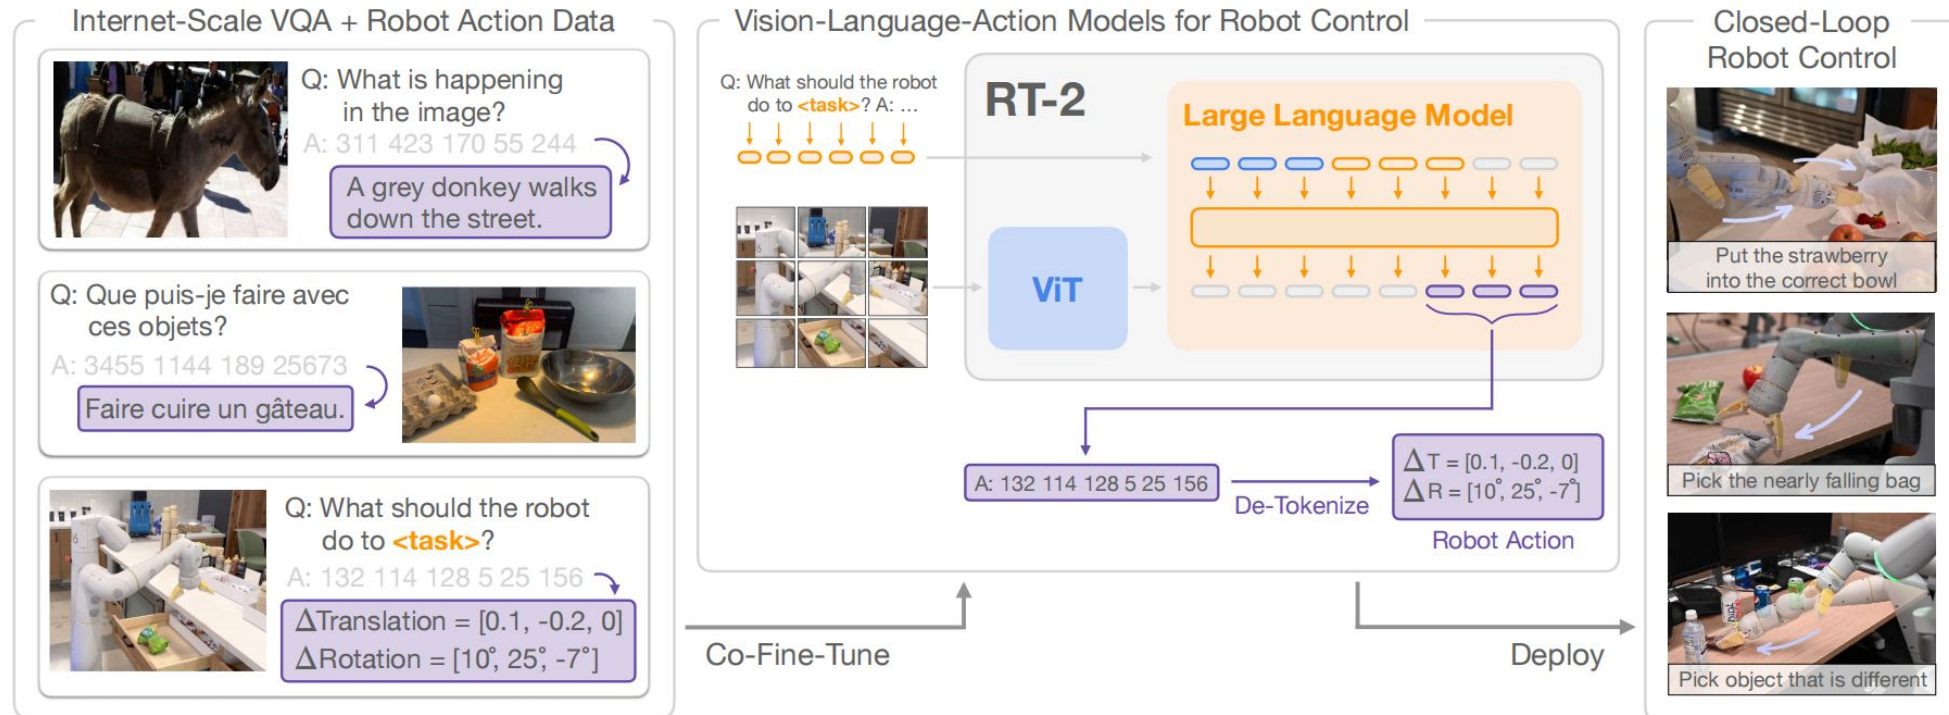 Internet-Scale VQA + Robot Action Data
Q: What is happening
in the image?
A: 311 423 170 55 244
A grey donkey walks
down the street.
Q: Que puis-je faire avec
ces objets?
A: 3455 1144 189 25673
Faire cuire un gâteau.
Q: What should the robot
do to <task>?
A: 132 114 128 5 25 156
ΔTranslation = [0.1, -0.2, 0]
ΔRotation = [10°, 25°, -7°]
Co-Fine-Tune
Vision-Language-Action Models for Robot Control
Q: What should the robot
do to <task>? A: ...
RT-2
Large Language Model
ViT
A: 132 114 128 5 25 156
De-Tokenize
ΔT = [0.1, -0.2, 0]
ΔR = [10°, 25°, -7°]
Robot Action
Deploy
Closed-Loop
Robot Control
Put the strawberry
into the correct bowl
Pick the nearly falling bag
Pick object that is different